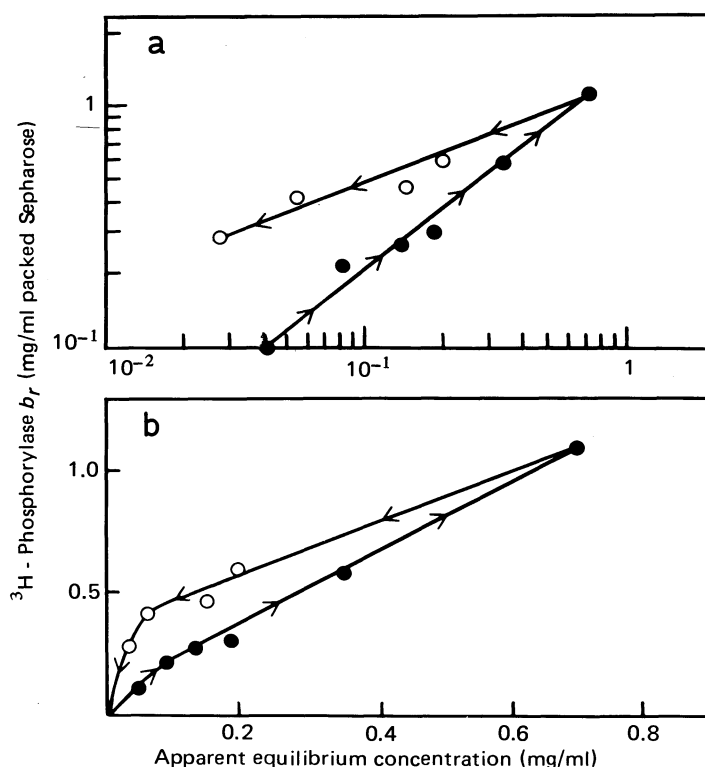 a
1
10⁻¹
10⁻² 10⁻¹ 1
b
1.0
0.5
0.2 0.4 0.6 0.8
³H - Phosphorylase bᵣ (mg/ml packed Sepharose)
Apparent equilibrium concentration (mg/ml)